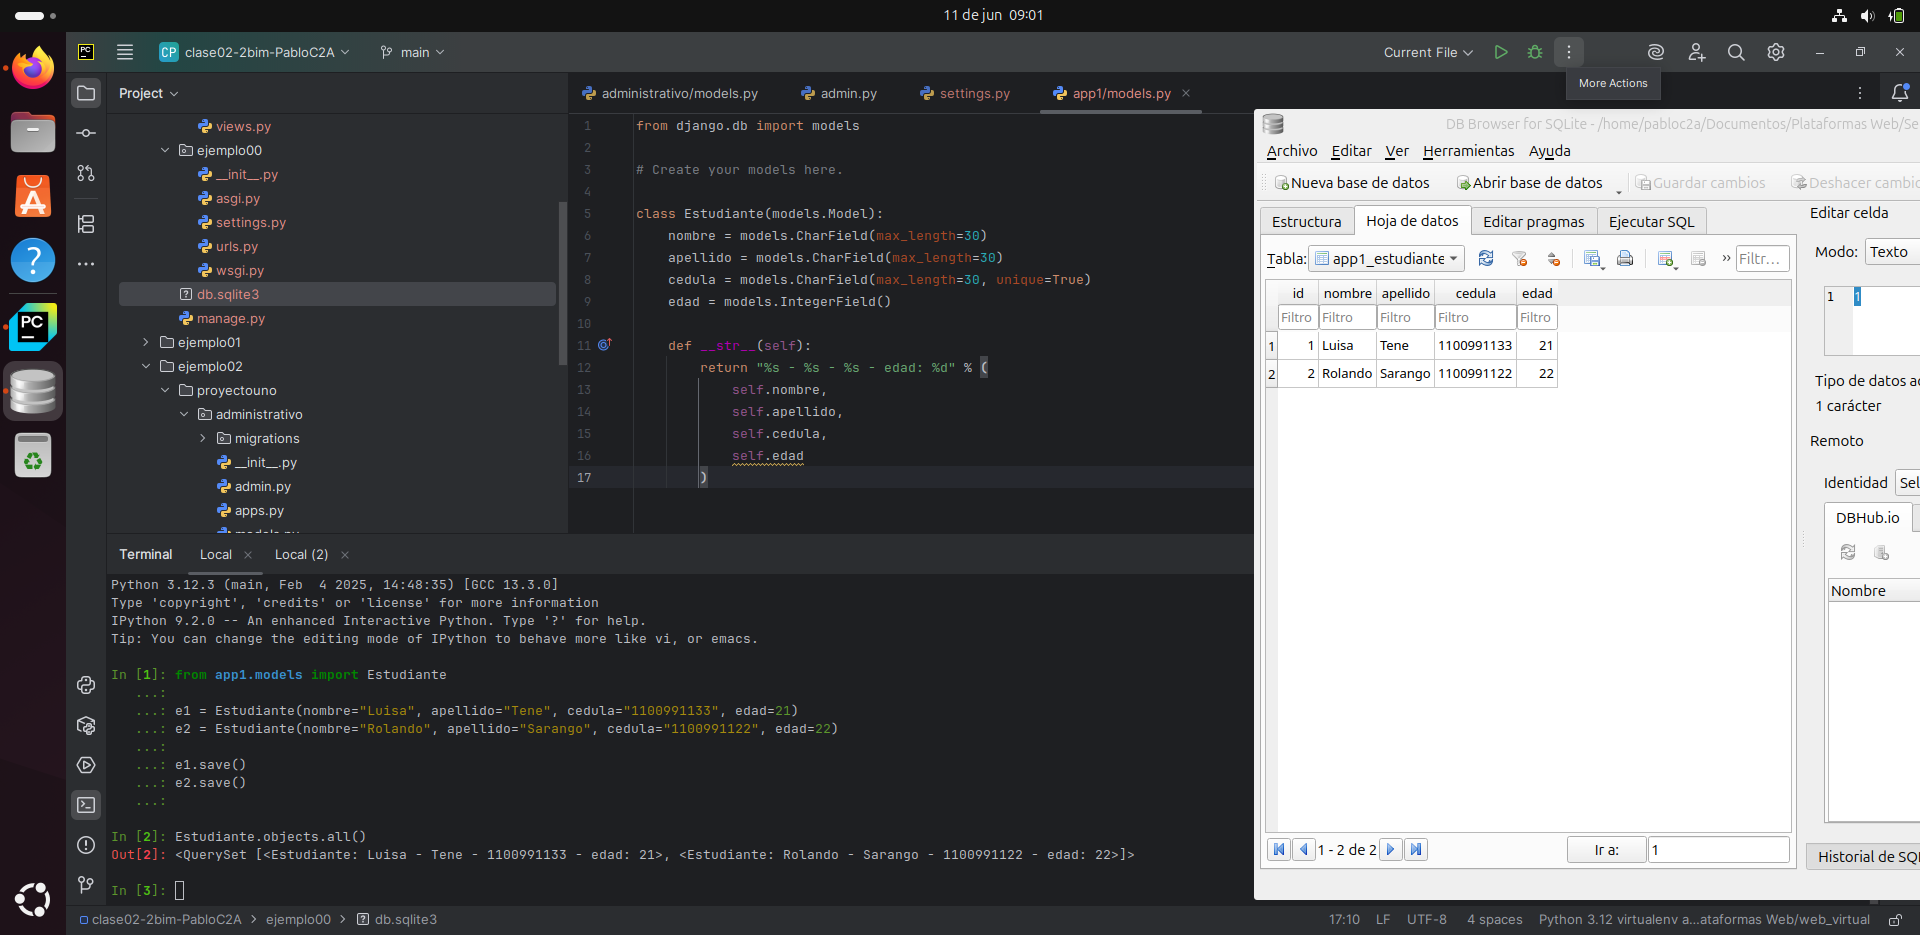 11 de jun 09:01
CP clase02-2bim-PabloC2A
main
Current File
More Actions
Project
views.py
ejemplo00
__init__.py
asgi.py
settings.py
urls.py
wsgi.py
db.sqlite3
manage.py
ejemplo01
ejemplo02
proyectouno
administrativo
migrations
__init__.py
admin.py
apps.py
models.py
administrativo/models.py
admin.py
settings.py
app1/models.py
1 from django.db import models
2
3 # Create your models here.
4
5 class Estudiante(models.Model):
6 nombre = models.CharField(max_length=30)
7 apellido = models.CharField(max_length=30)
8 cedula = models.CharField(max_length=30, unique=True)
9 edad = models.IntegerField()
10
11 def __str__(self):
12 return "%s - %s - %s - edad: %d" % (
13 self.nombre,
14 self.apellido,
15 self.cedula,
16 self.edad
17 )
Terminal Local Local (2)
Python 3.12.3 (main, Feb  4 2025, 14:48:35) [GCC 13.3.0]
Type 'copyright', 'credits' or 'license' for more information
IPython 9.2.0 -- An enhanced Interactive Python. Type '?' for help.
Tip: You can change the editing mode of IPython to behave more like vi, or emacs.
In [1]: from app1.models import Estudiante
...:
...: e1 = Estudiante(nombre="Luisa", apellido="Tene", cedula="1100991133", edad=21)
...: e2 = Estudiante(nombre="Rolando", apellido="Sarango", cedula="1100991122", edad=22)
...:
...: e1.save()
...: e2.save()
...:
In [2]: Estudiante.objects.all()
Out[2]: <QuerySet [<Estudiante: Luisa - Tene - 1100991133 - edad: 21>, <Estudiante: Rolando - Sarango - 1100991122 - edad: 22>]>
In [3]:
clase02-2bim-PabloC2A > ejemplo00 > db.sqlite3
17:10 LF UTF-8 4 spaces Python 3.12 virtualenv a...ataformas Web/web_virtual
DB Browser for SQLite - /home/pabloc2a/Documentos/Plataformas Web/Se
Archivo Editar Ver Herramientas Ayuda
Nueva base de datos Abrir base de datos Guardar cambios Deshacer cambio
Estructura Hoja de datos Editar pragmas Ejecutar SQL
Tabla: app1_estudiante
» Filtr...
id nombre apellido cedula edad
Filtro Filtro Filtro Filtro Filtro
1 1 Luisa Tene 1100991133 21
2 2 Rolando Sarango 1100991122 22
1 - 2 de 2
Ir a: 1
Editar celda
Modo: Texto
1 1
Tipo de datos ac
1 carácter
Remoto
Identidad Sel
DBHub.io
Nombre
Historial de SQL